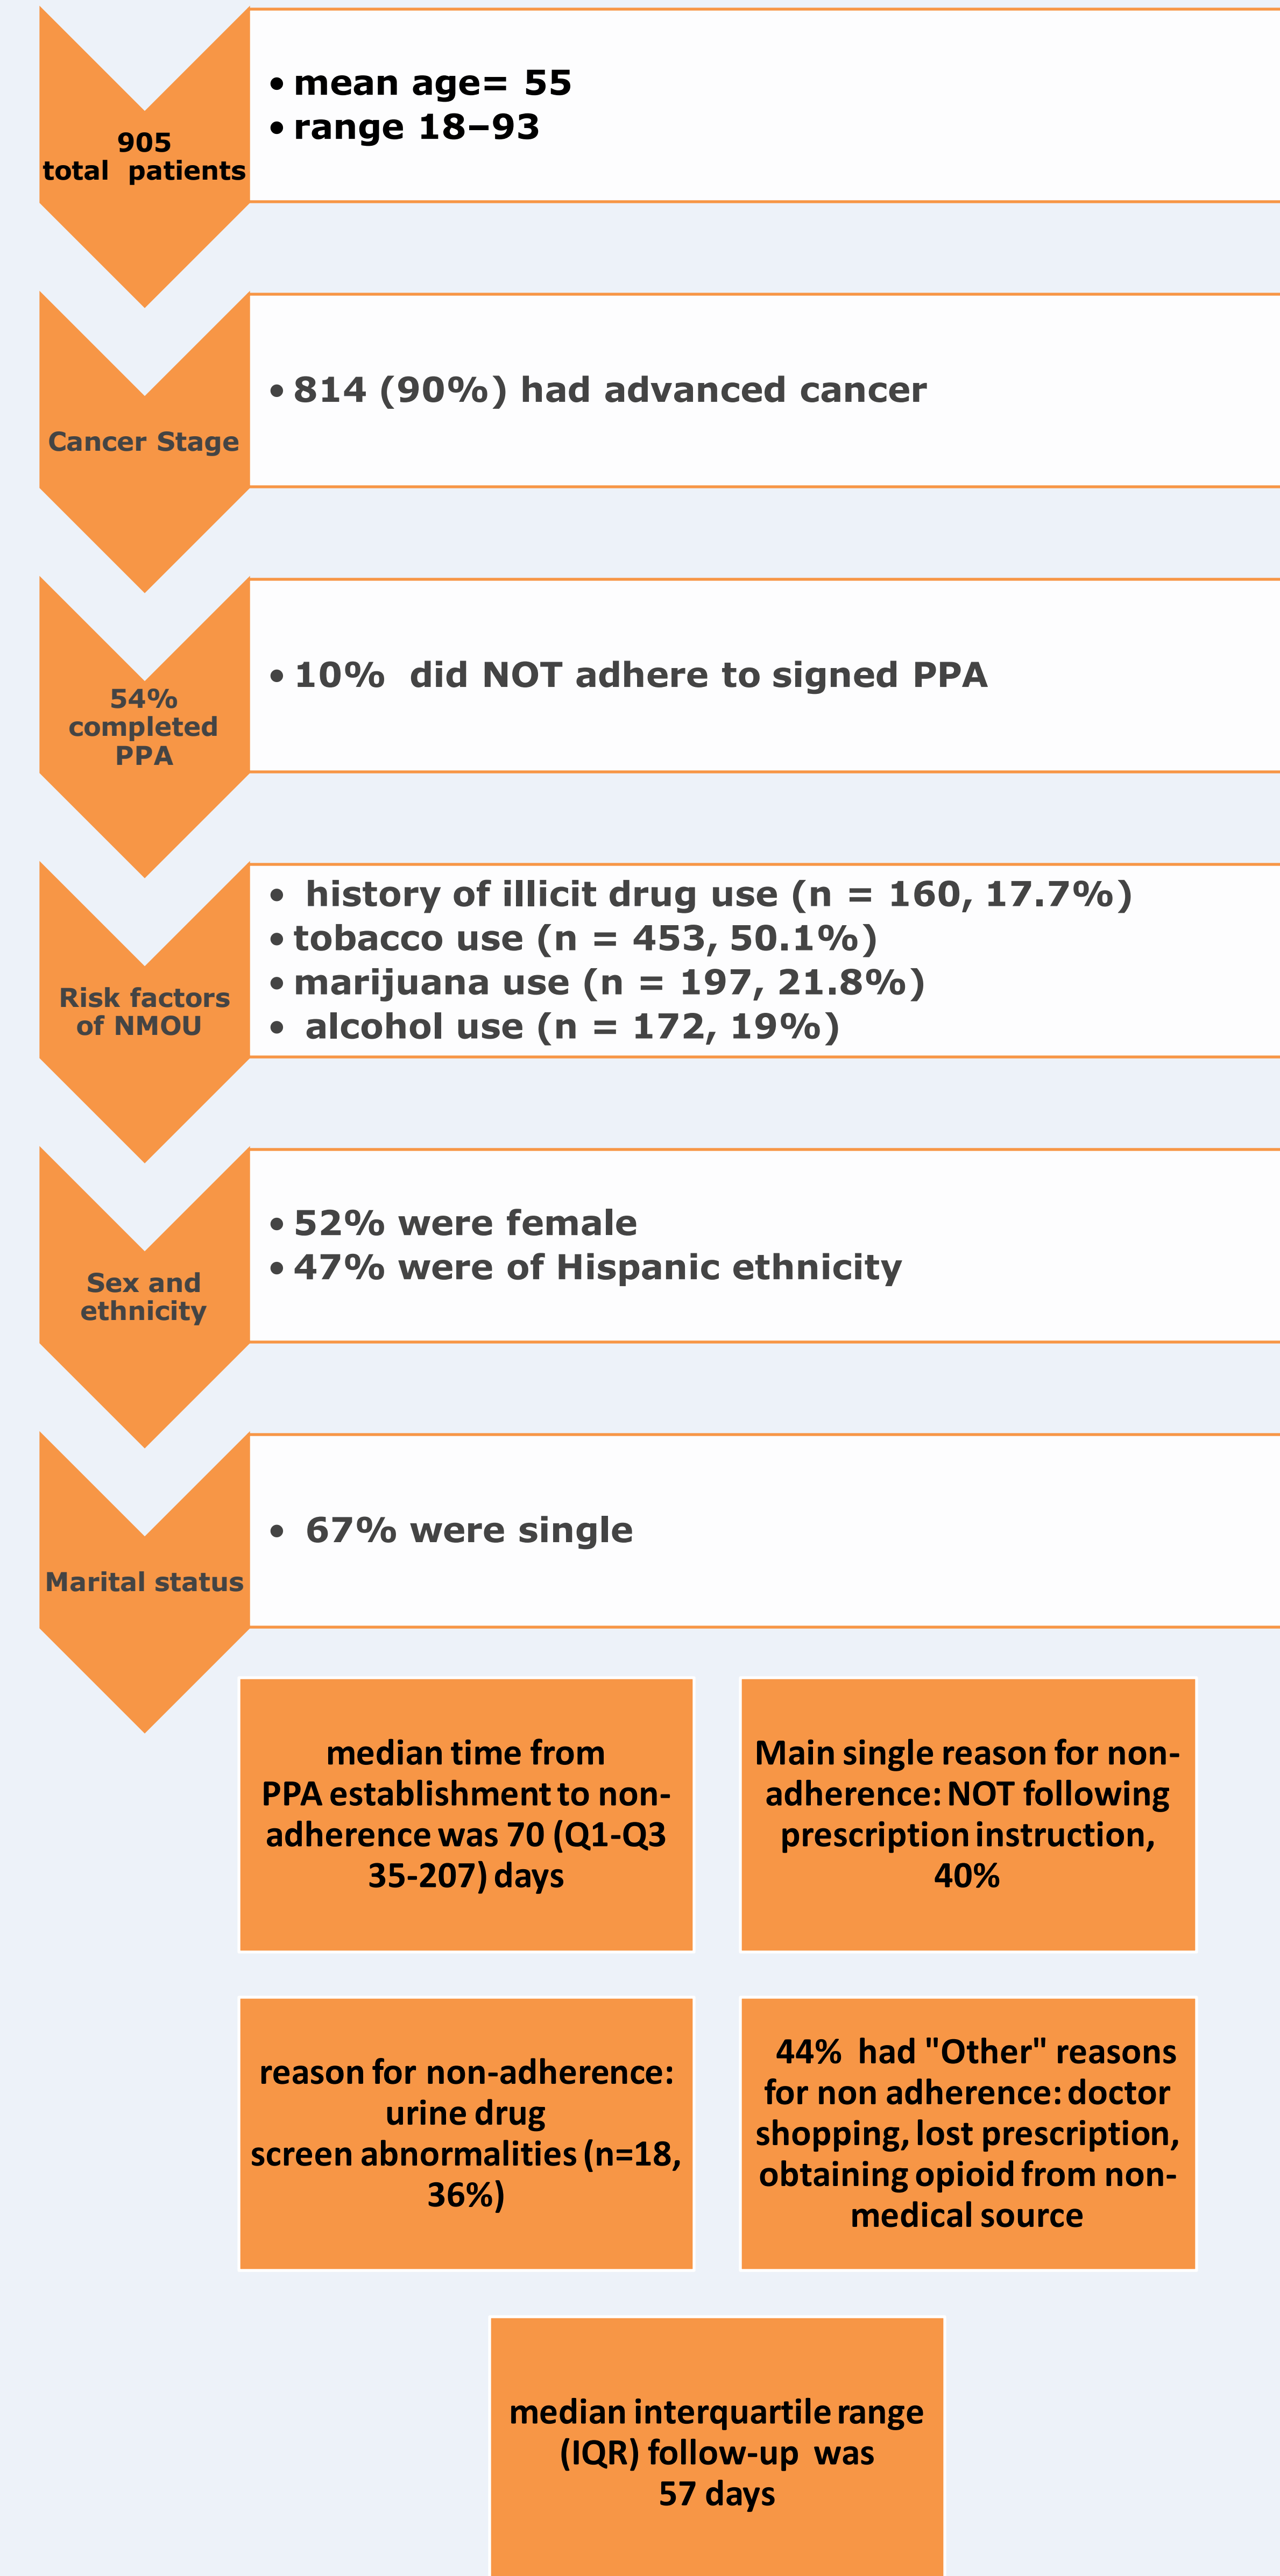 905
total patients
• mean age= 55
• range 18–93
Cancer Stage
• 814 (90%) had advanced cancer
54%
completed
PPA
• 10% did NOT adhere to signed PPA
Risk factors
of NMOU
• history of illicit drug use (n = 160, 17.7%)
• tobacco use (n = 453, 50.1%)
• marijuana use (n = 197, 21.8%)
• alcohol use (n = 172, 19%)
Sex and
ethnicity
• 52% were female
• 47% were of Hispanic ethnicity
Marital status
• 67% were single
median time from
PPA establishment to non-
adherence was 70 (Q1-Q3
35-207) days
Main single reason for non-
adherence: NOT following
prescription instruction,
40%
reason for non-adherence:
urine drug
screen abnormalities (n=18,
36%)
44% had "Other" reasons
for non adherence: doctor
shopping, lost prescription,
obtaining opioid from non-
medical source
median interquartile range
(IQR) follow-up was
57 days